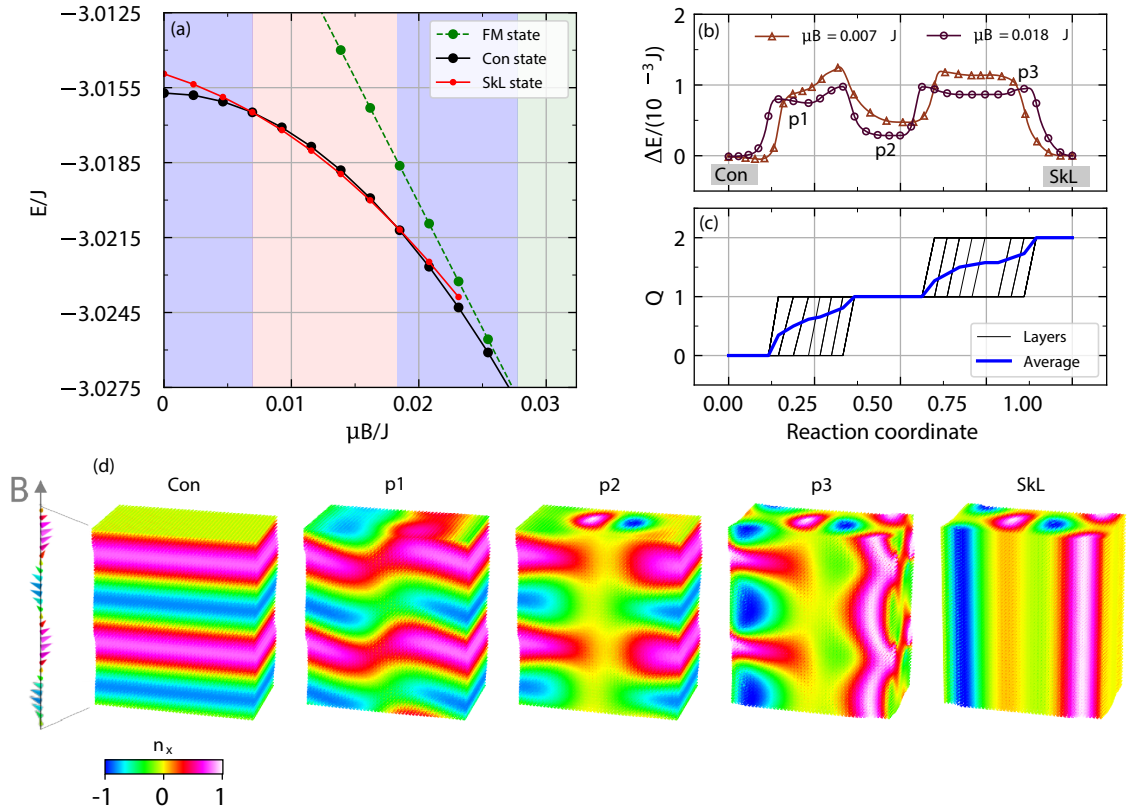 (a)
FM state
Con state
SkL state
−3.0125
−3.0155
−3.0185
−3.0215
−3.0245
−3.0275
E/J
0
0.01
0.02
0.03
μB/J
(b)
μB = 0.007 J
μB = 0.018 J
2
1
0
ΔE/(10⁻³J)
p1
p2
p3
Con
SkL
(c)
2
1
0
Q
Layers
Average
0.00
0.25
0.50
0.75
1.00
Reaction coordinate
(d)
B
Con
p1
p2
p3
SkL
nₓ
-1
0
1